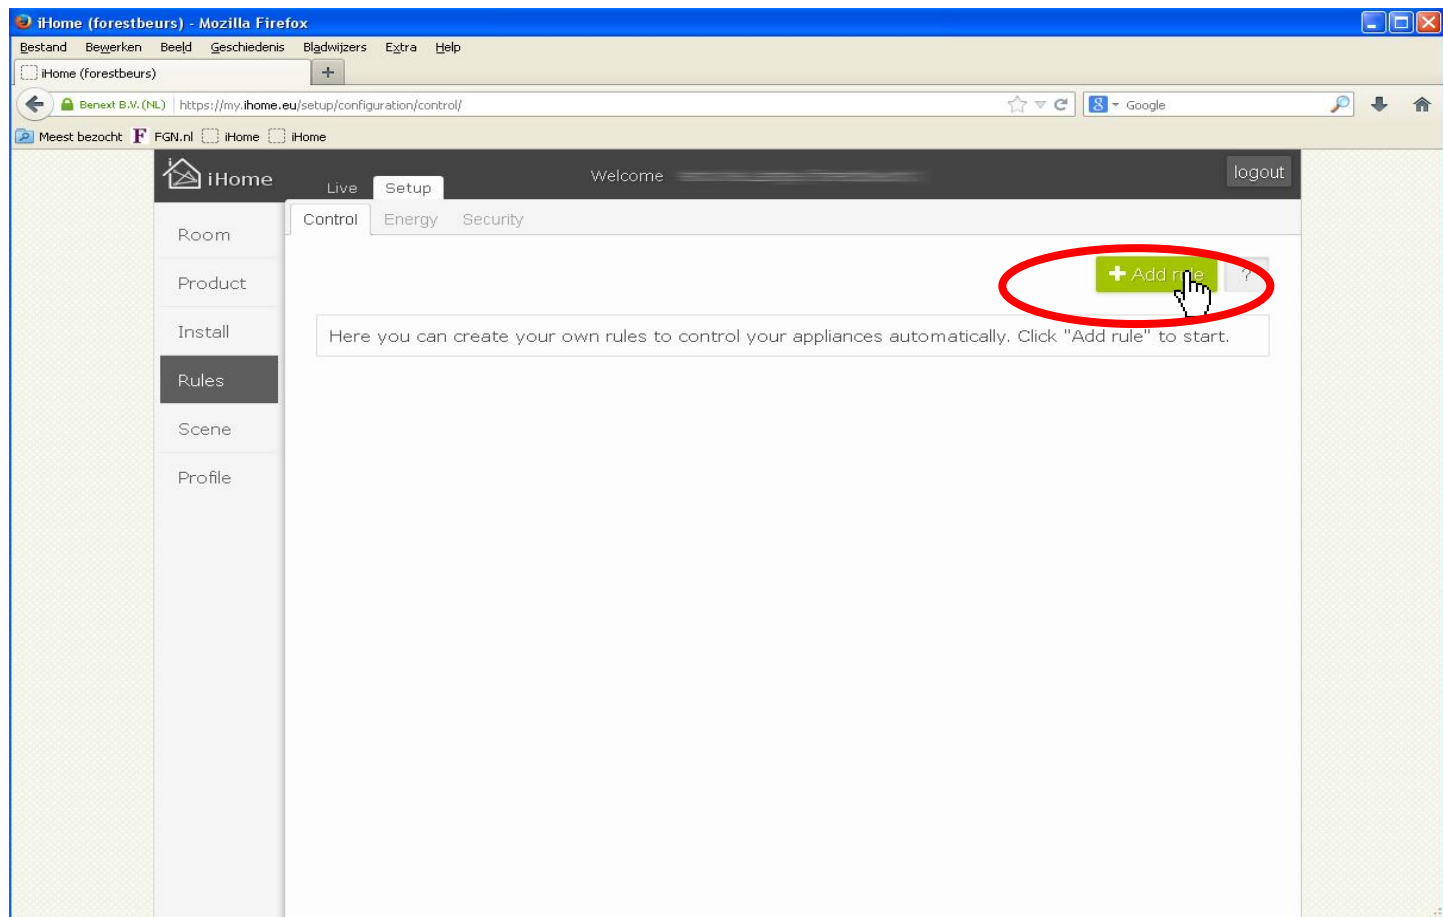 iHome (forestbeurs) - Mozilla Firefox
Bestand Bewerken Beeld Geschiedenis Bladwijzers Extra Help
iHome (forestbeurs) +
Benext B.V. (NL) https://my.ihome.eu/setup/configuration/control/ Google
Meest bezocht F FGN.nl iHome iHome
iHome Live Setup Welcome logout
Control Energy Security
Room
Product
Install
Rules
Scene
Profile
+ Add rule ?
Here you can create your own rules to control your appliances automatically. Click "Add rule" to start.